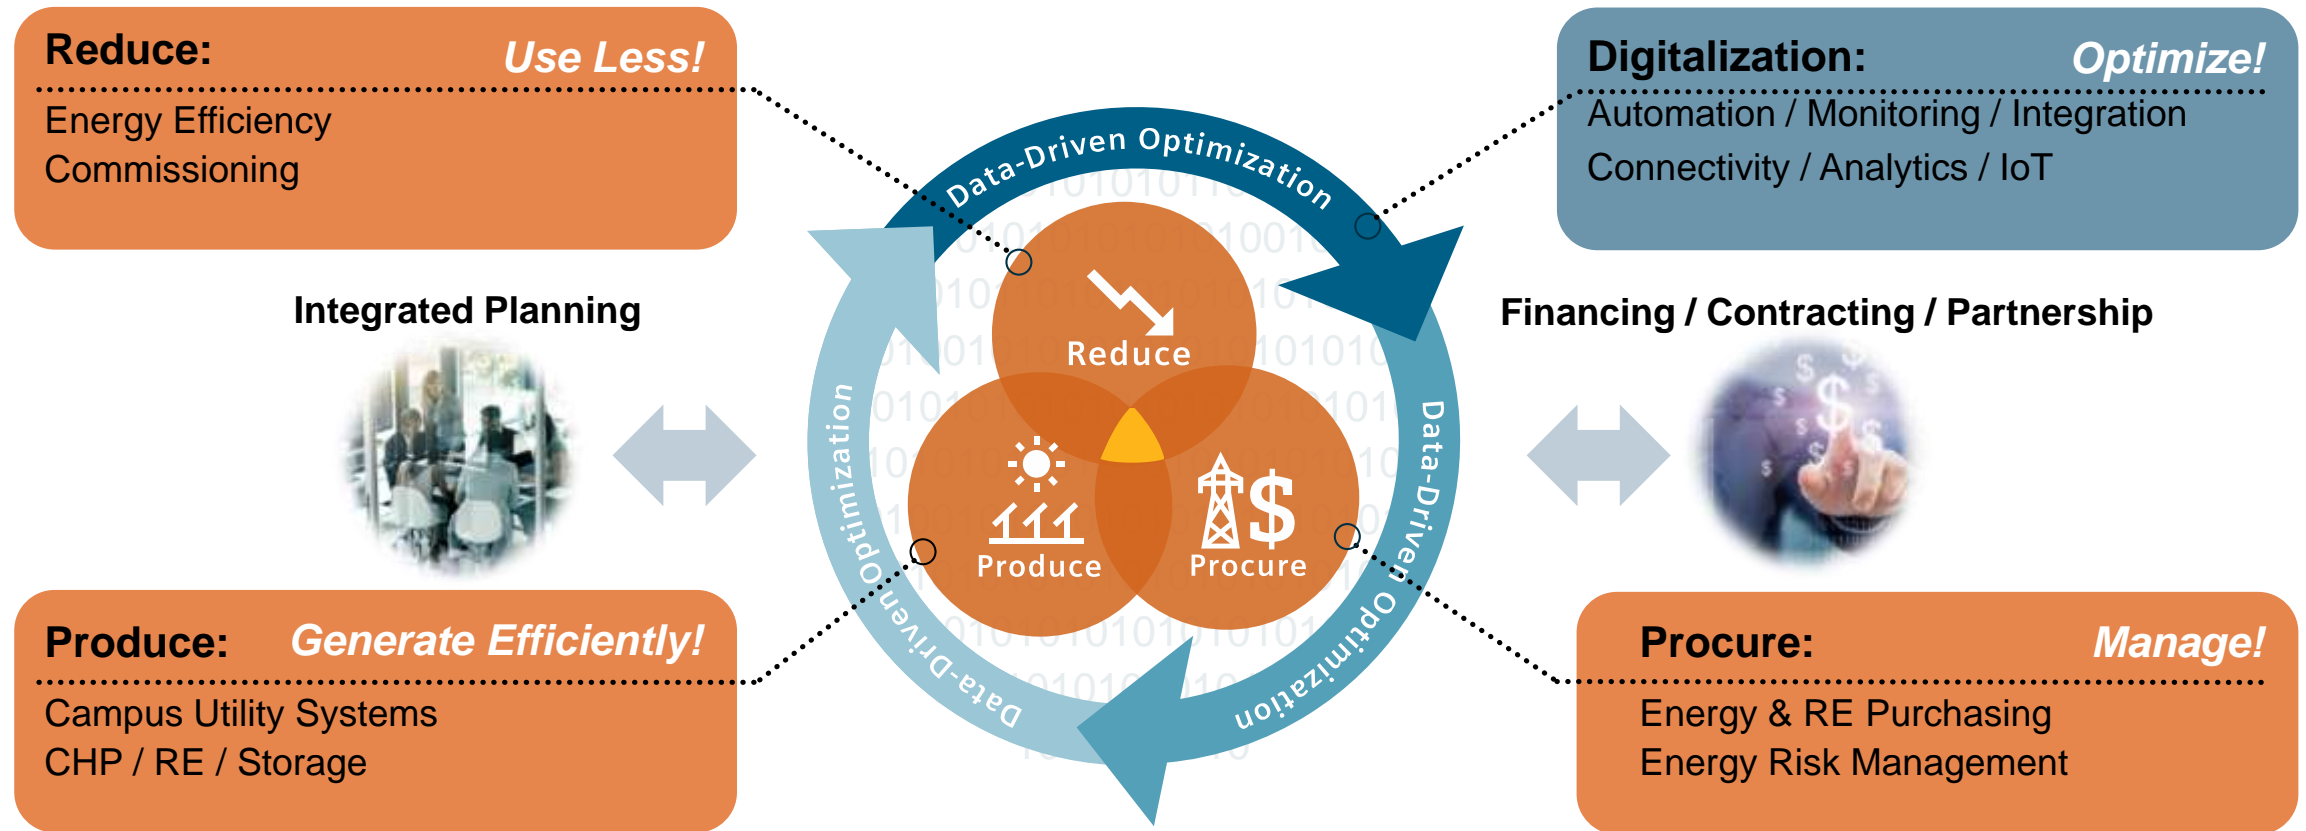 Reduce:
Use Less!
Energy Efficiency
Commissioning
Digitalization:
Optimize!
Automation / Monitoring / Integration
Connectivity / Analytics / IoT
Integrated Planning
Financing / Contracting / Partnership
Data-Driven Optimization
Data-Driven Optimization
Data-Driven Optimization
Reduce
Produce
Procure
$
Produce:
Generate Efficiently!
Campus Utility Systems
CHP / RE / Storage
Procure:
Manage!
Energy & RE Purchasing
Energy Risk Management